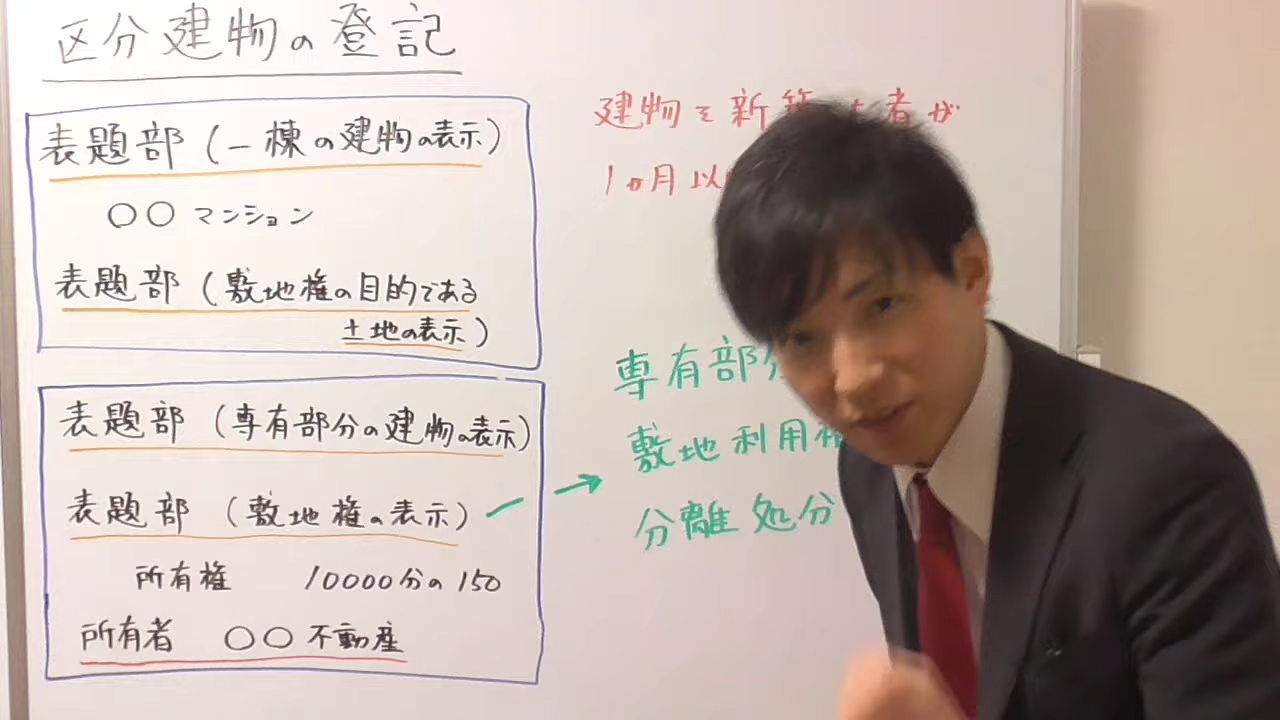 区分建物の登記
表題部(一棟の建物の表示)
〇〇マンション
表題部(敷地権の目的である
土地の表示)
表題部(専有部分の建物の表示)
表題部(敷地権の表示)
所有権 10000分の150
所有者 〇〇不動産
建物を新 者が
1ヵ月以
専有部分
敷地利用権
分離処分